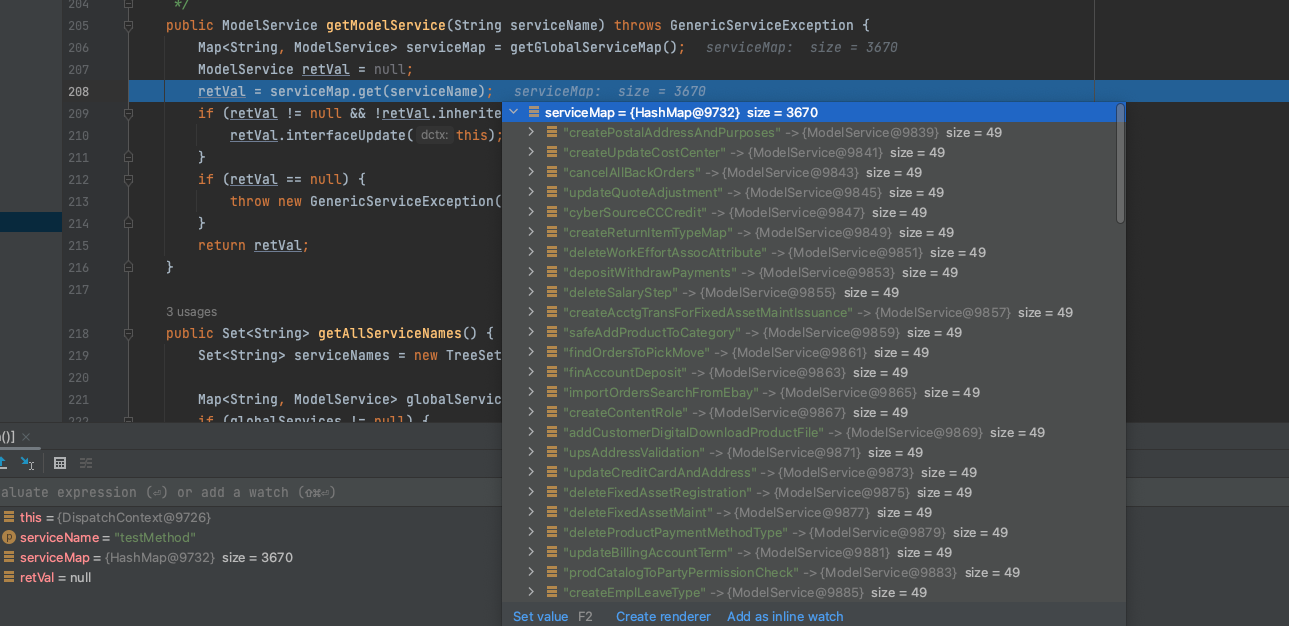 204 */
205 public ModelService getModelService(String serviceName) throws GenericServiceException {
206 Map<String, ModelService> serviceMap = getGlobalServiceMap(); serviceMap: size = 3670
207 ModelService retVal = null;
208 retVal = serviceMap.get(serviceName); serviceMap: size = 3670
209 if (retVal != null && !retVal.inherite
210 retVal.interfaceUpdate( dctx: this);
211 }
212 if (retVal == null) {
213 throw new GenericServiceException(
214 }
215 return retVal;
216 }
217
3 usages
218 public Set<String> getAllServiceNames() {
219 Set<String> serviceNames = new TreeSet
220
221 Map<String, ModelService> globalServic
222 if (globalServices != null) {
serviceMap = {HashMap@9732} size = 3670
"createPostalAddressAndPurposes" -> {ModelService@9839} size = 49
"createUpdateCostCenter" -> {ModelService@9841} size = 49
"cancelAllBackOrders" -> {ModelService@9843} size = 49
"updateQuoteAdjustment" -> {ModelService@9845} size = 49
"cyberSourceCCCredit" -> {ModelService@9847} size = 49
"createReturnItemTypeMap" -> {ModelService@9849} size = 49
"deleteWorkEffortAssocAttribute" -> {ModelService@9851} size = 49
"depositWithdrawPayments" -> {ModelService@9853} size = 49
"deleteSalaryStep" -> {ModelService@9855} size = 49
"createAcctgTransForFixedAssetMaintIssuance" -> {ModelService@9857} size = 49
"safeAddProductToCategory" -> {ModelService@9859} size = 49
"findOrdersToPickMove" -> {ModelService@9861} size = 49
"finAccountDeposit" -> {ModelService@9863} size = 49
"importOrdersSearchFromEbay" -> {ModelService@9865} size = 49
"createContentRole" -> {ModelService@9867} size = 49
"addCustomerDigitalDownloadProductFile" -> {ModelService@9869} size = 49
"upsAddressValidation" -> {ModelService@9871} size = 49
"updateCreditCardAndAddress" -> {ModelService@9873} size = 49
"deleteFixedAssetRegistration" -> {ModelService@9875} size = 49
"deleteFixedAssetMaint" -> {ModelService@9877} size = 49
"deleteProductPaymentMethodType" -> {ModelService@9879} size = 49
"updateBillingAccountTerm" -> {ModelService@9881} size = 49
"prodCatalogToPartyPermissionCheck" -> {ModelService@9883} size = 49
"createEmplLeaveType" -> {ModelService@9885} size = 49
Set value F2 Create renderer Add as inline watch
()] ×
aluate expression (⏎) or add a watch (⇧⌘⏎)
this = {DispatchContext@9726}
serviceName = "testMethod"
serviceMap = {HashMap@9732} size = 3670
retVal = null